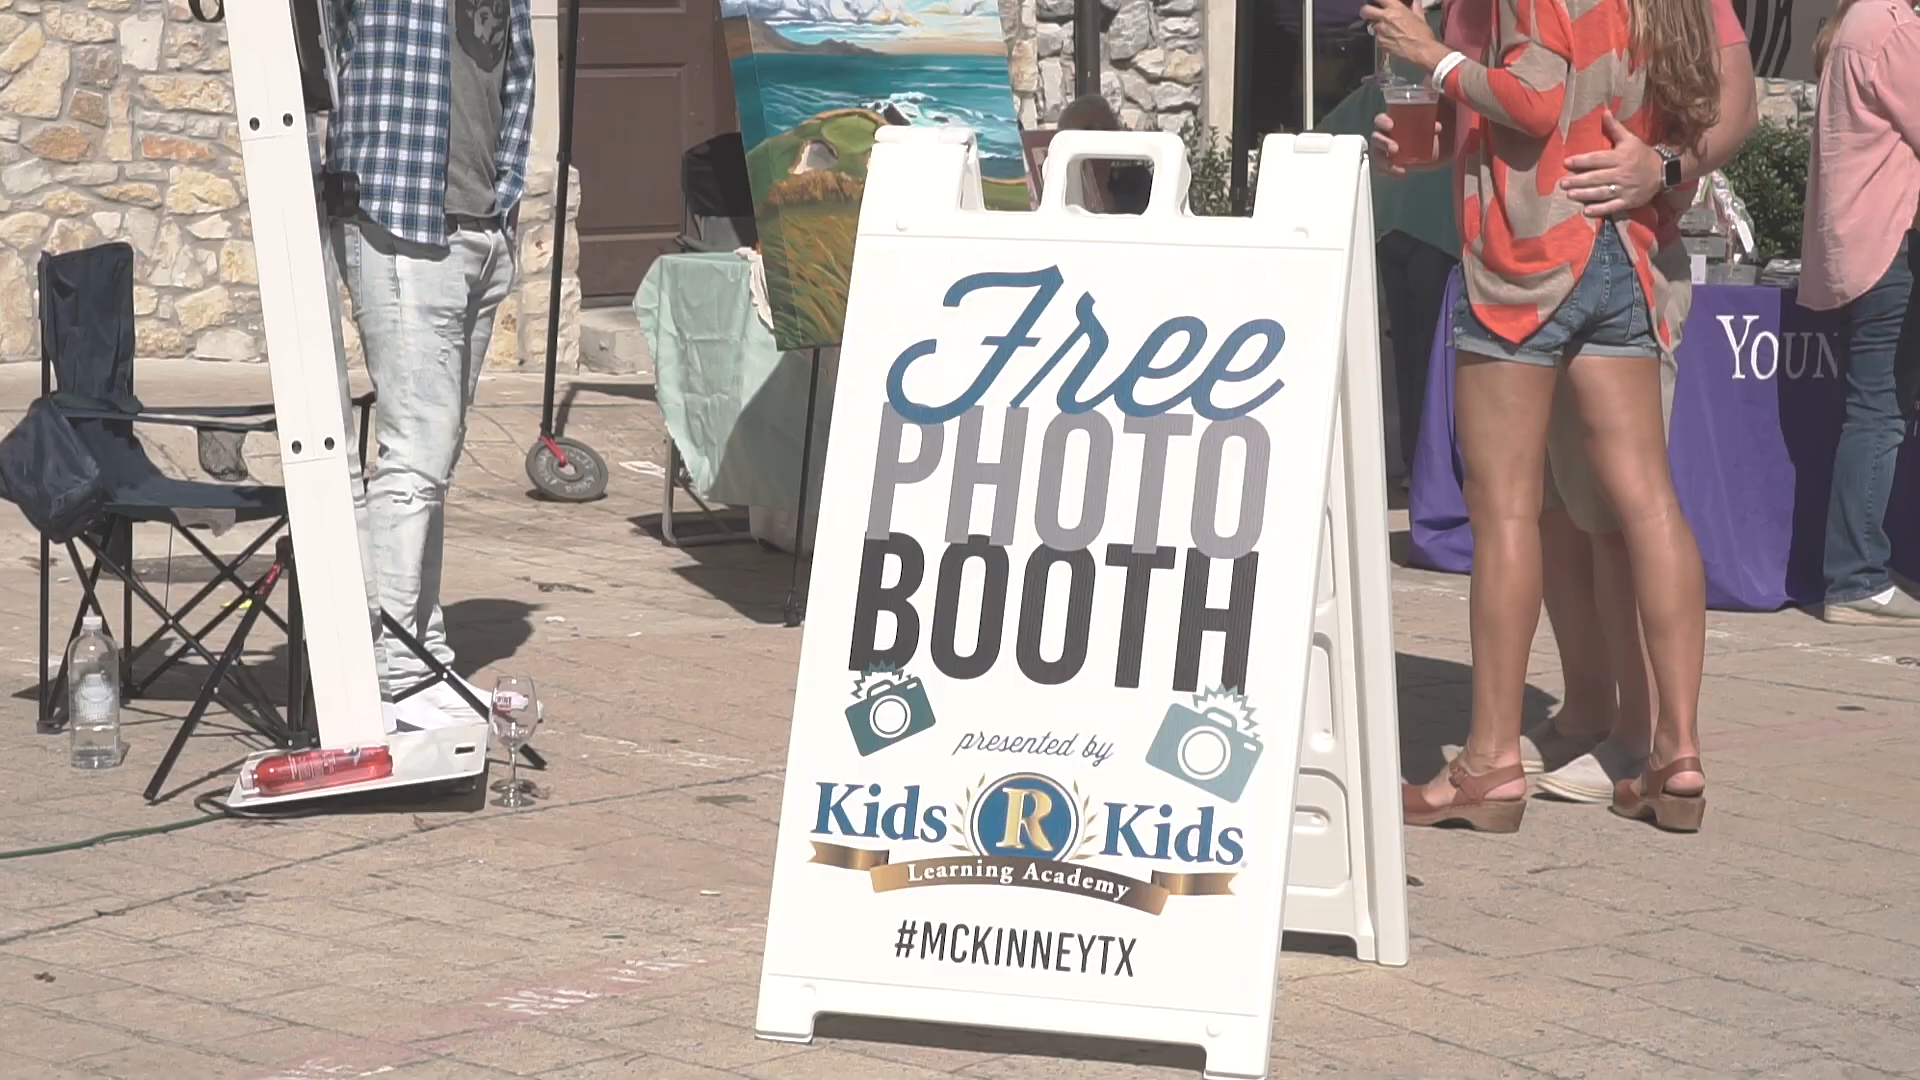 Free
PHOTO
BOOTH
presented by
Kids R Kids
Learning Academy
#MCKINNEYTX
YOUN